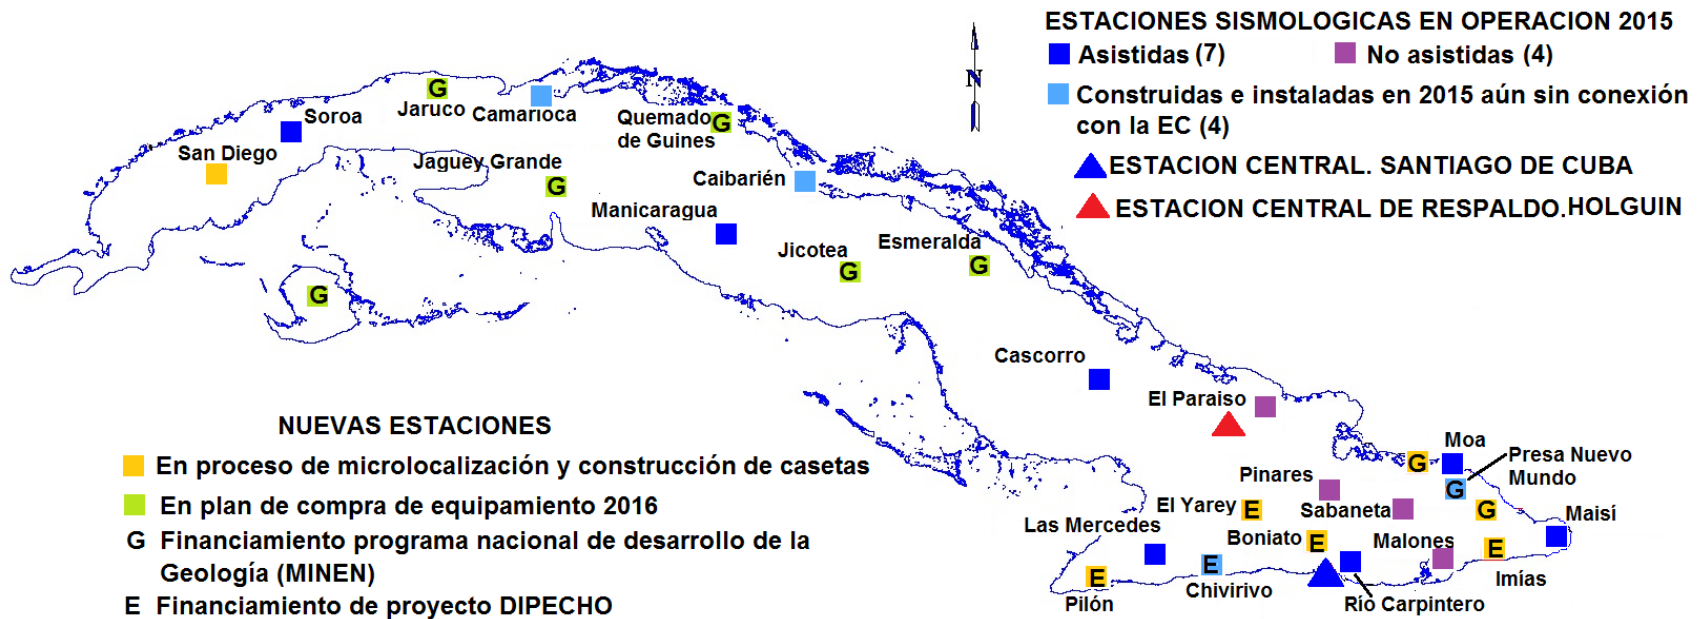 ESTACIONES SISMOLOGICAS EN OPERACION 2015
Asistidas (7)
No asistidas (4)
Construidas e instaladas en 2015 aún sin conexión
con la EC (4)
ESTACION CENTRAL. SANTIAGO DE CUBA
ESTACION CENTRAL DE RESPALDO.HOLGUIN
N
G
Jaruco
Camarioca
Soroa
San Diego
Quemado
de Guines
G
Jaguey Grande
G
Caibarién
Manicaragua
Jicotea
G
Esmeralda
G
G
Cascorro
El Paraiso
NUEVAS ESTACIONES
En proceso de microlocalización y construcción de casetas
En plan de compra de equipamiento 2016
G Financiamiento programa nacional de desarrollo de la
Geología (MINEN)
E Financiamiento de proyecto DIPECHO
Moa
G
Presa Nuevo
Mundo
G
Pinares
El Yarey
E
Sabaneta
G
Maisí
Las Mercedes
Boniato
E
Malones
E
Imías
E
Pilón
E
Chivirivo
Río Carpintero